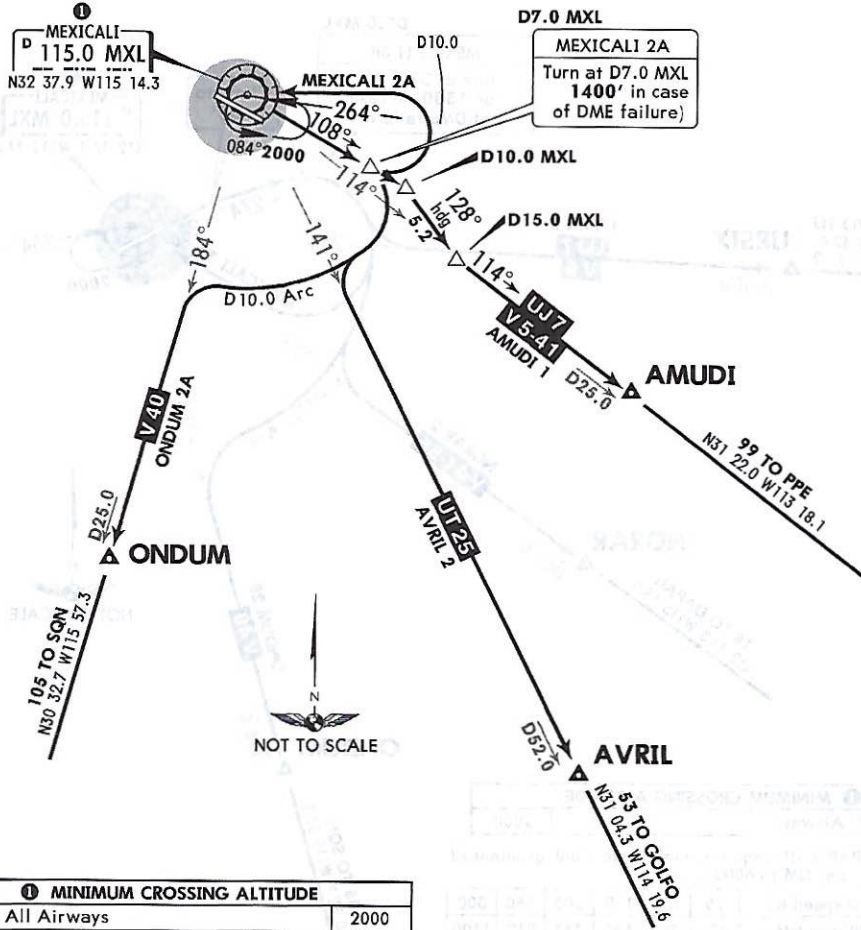 ❶
MEXICALI
D 115.0 MXL
N32 37.9 W115 14.3
D7.0 MXL
D10.0
MEXICALI 2A
Turn at D7.0 MXL
1400' in case
of DME failure)
MEXICALI 2A
264°
108°
084° 2000
D10.0 MXL
114°
5.2
128°
hdg
D15.0 MXL
184°
141°
114°
D10.0 Arc
UJ 7
V 5-41
AMUDI 1
D25.0
AMUDI
V 40
ONDUM 2A
99 TO PPE
N31 22.0 W113 18.1
UT 25
AVRIL 2
D25.0
ONDUM
105 TO SQN
N30 32.7 W115 57.3
N
NOT TO SCALE
D52.0
AVRIL
53 TO GOLFO
N31 04.3 W114 19.6
❶ MINIMUM CROSSING ALTITUDE
All Airways 2000